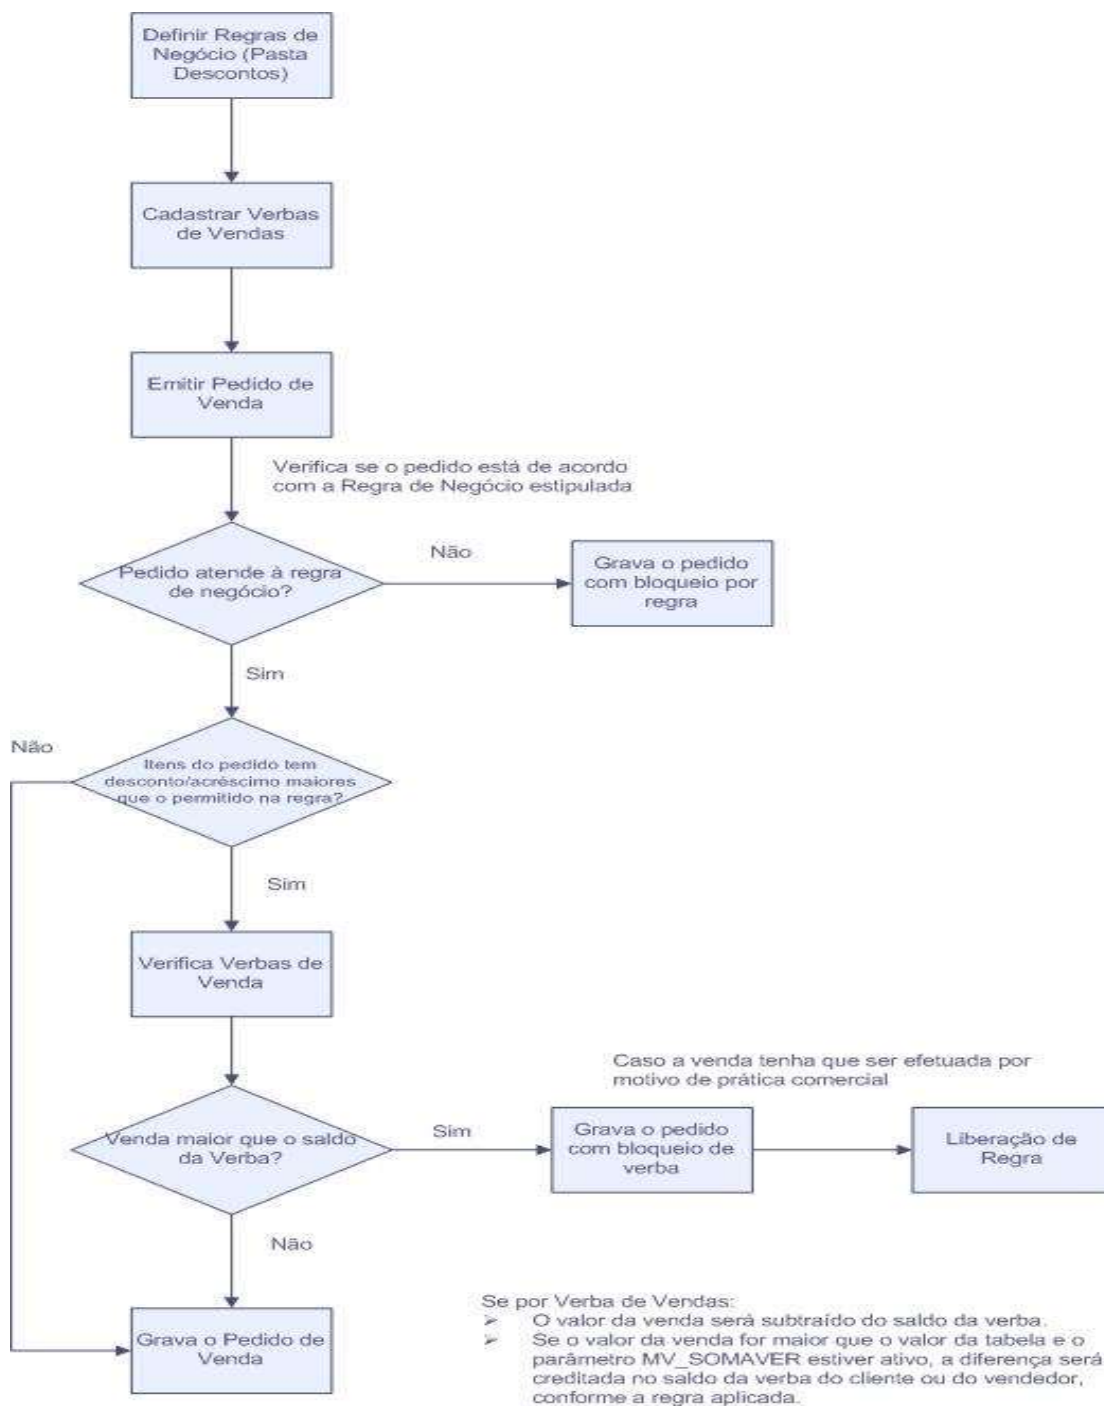 Definir Regras de
Negócio (Pasta
Descontos)
Cadastrar Verbas
de Vendas
Emitir Pedido de
Venda
Verifica se o pedido está de acordo
com a Regra de Negócio estipulada
Pedido atende à regra
de negócio?
Não
Grava o pedido
com bloqueio por
regra
Sim
Não
Itens do pedido tem
desconto/acréscimo maiores
que o permitido na regra?
Sim
Verifica Verbas de
Venda
Caso a venda tenha que ser efetuada por
motivo de prática comercial
Venda maior que o saldo
da Verba?
Sim
Grava o pedido
com bloqueio de
verba
Liberação de
Regra
Não
Grava o Pedido de
Venda
Se por Verba de Vendas:
➢ O valor da venda será subtraído do saldo da verba.
➢ Se o valor da venda for maior que o valor da tabela e o
parâmetro MV_SOMAVER estiver ativo, a diferença será
creditada no saldo da verba do cliente ou do vendedor,
conforme a regra aplicada.